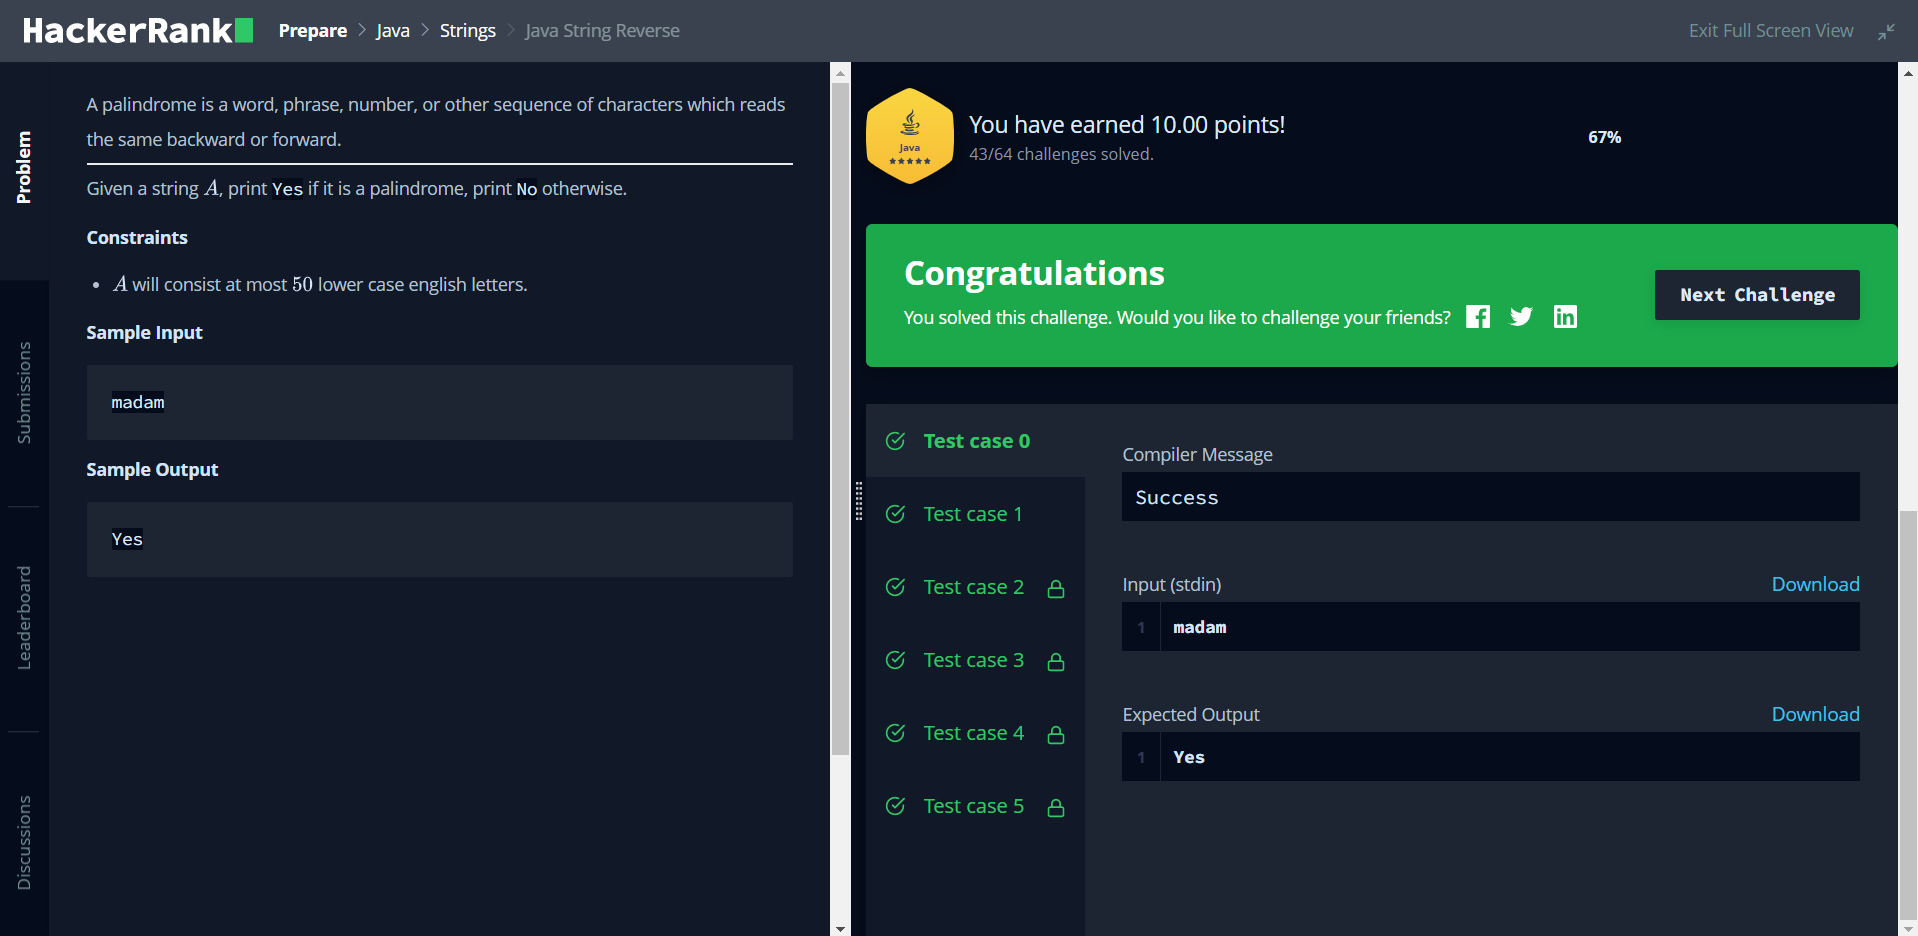 HackerRank
Prepare > Java > Strings > Java String Reverse
Exit Full Screen View
Problem
Submissions
Leaderboard
Discussions
A palindrome is a word, phrase, number, or other sequence of characters which reads
the same backward or forward.
Given a string A, print Yes if it is a palindrome, print No otherwise.
Constraints
• A will consist at most 50 lower case english letters.
Sample Input
madam
Sample Output
Yes
Java
You have earned 10.00 points!
43/64 challenges solved.
67%
Congratulations
You solved this challenge. Would you like to challenge your friends?
Next Challenge
Test case 0
Test case 1
Test case 2
Test case 3
Test case 4
Test case 5
Compiler Message
Success
Input (stdin)
Download
1 madam
Expected Output
Download
1 Yes